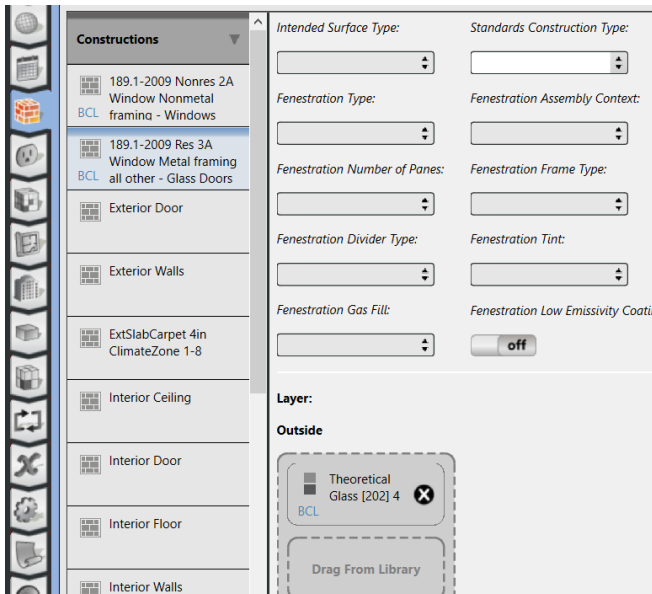 Constructions
189.1-2009 Nonres 2A
Window Nonmetal
BCL framing - Windows
189.1-2009 Res 3A
Window Metal framing
BCL all other - Glass Doors
Exterior Door
Exterior Walls
ExtSlabCarpet 4in
ClimateZone 1-8
Interior Ceiling
Interior Door
Interior Floor
Interior Walls
Intended Surface Type:
Standards Construction Type:
Fenestration Type:
Fenestration Assembly Context:
Fenestration Number of Panes:
Fenestration Frame Type:
Fenestration Divider Type:
Fenestration Tint:
Fenestration Gas Fill:
Fenestration Low Emissivity Coati
off
Layer:
Outside
Theoretical
Glass [202] 4
BCL
Drag From Library